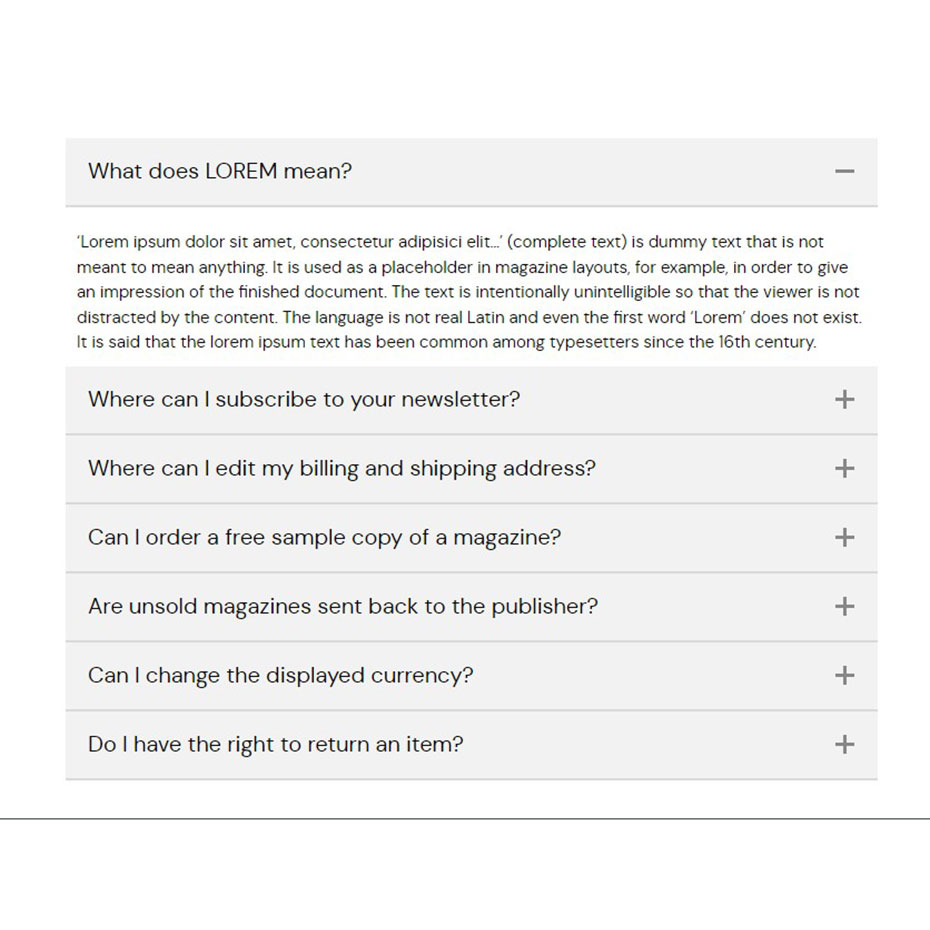 What does LOREM mean?
‘Lorem ipsum dolor sit amet, consectetur adipisici elit…’ (complete text) is dummy text that is not
meant to mean anything. It is used as a placeholder in magazine layouts, for example, in order to give
an impression of the finished document. The text is intentionally unintelligible so that the viewer is not
distracted by the content. The language is not real Latin and even the first word ‘Lorem’ does not exist.
It is said that the lorem ipsum text has been common among typesetters since the 16th century.
Where can I subscribe to your newsletter?
Where can I edit my billing and shipping address?
Can I order a free sample copy of a magazine?
Are unsold magazines sent back to the publisher?
Can I change the displayed currency?
Do I have the right to return an item?